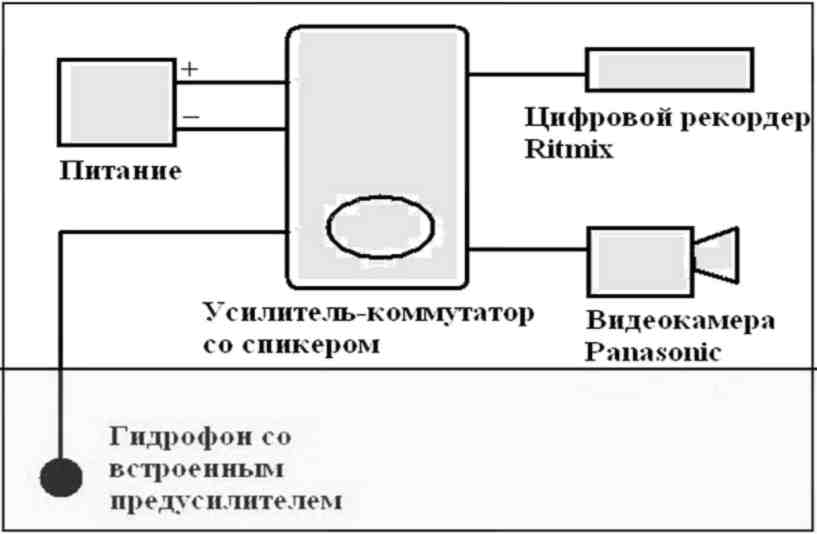 +
−
Питание
Цифровой рекордер
Ritmix
Усилитель-коммутатор
со спикером
Видеокамера
Panasonic
Гидрофон со
встроенным
предусилителем